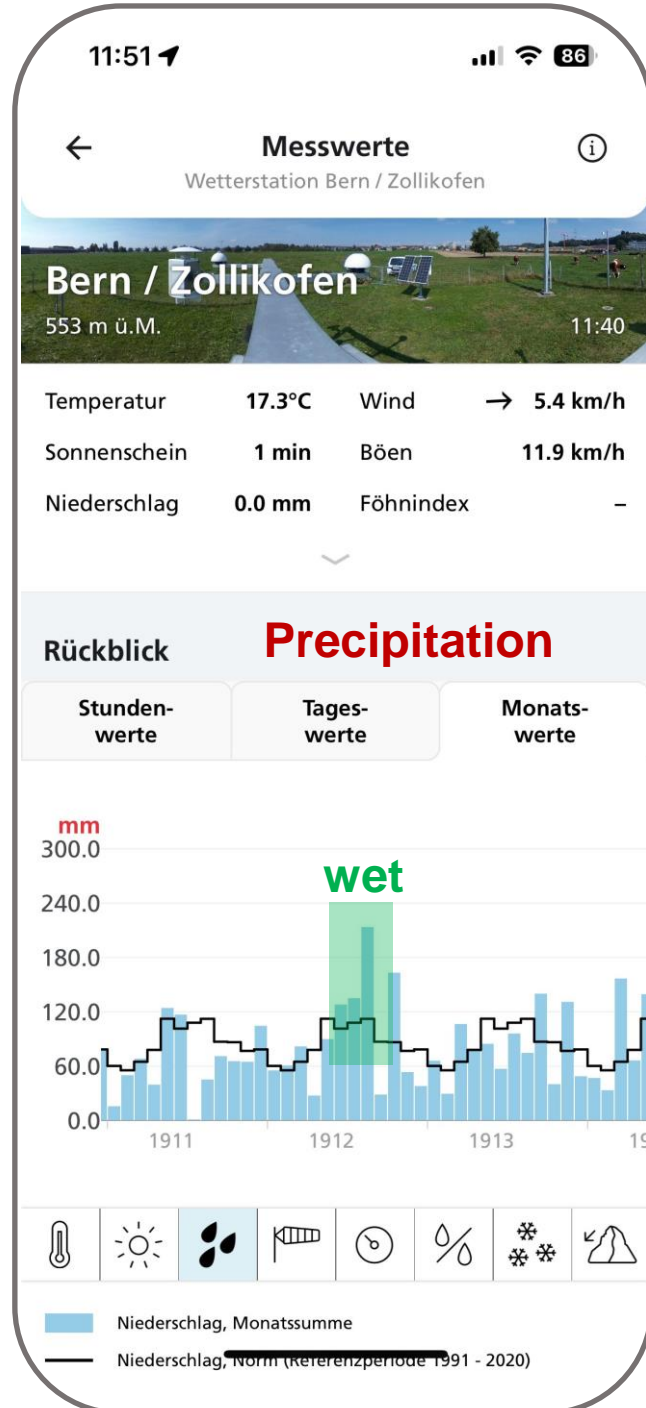 11:51
86
Messwerte
Wetterstation Bern / Zollikofen
Bern / Zollikofen
553 m ü.M. 11:40
Temperatur 17.3°C Wind → 5.4 km/h
Sonnenschein 1 min Böen 11.9 km/h
Niederschlag 0.0 mm Föhnindex –
Rückblick Precipitation
Stunden-
werte
Tages-
werte
Monats-
werte
mm
300.0
wet
240.0
180.0
120.0
60.0
0.0
1911 1912 1913 19
Niederschlag, Monatssumme
Niederschlag, Norm (Referenzperiode 1991 - 2020)